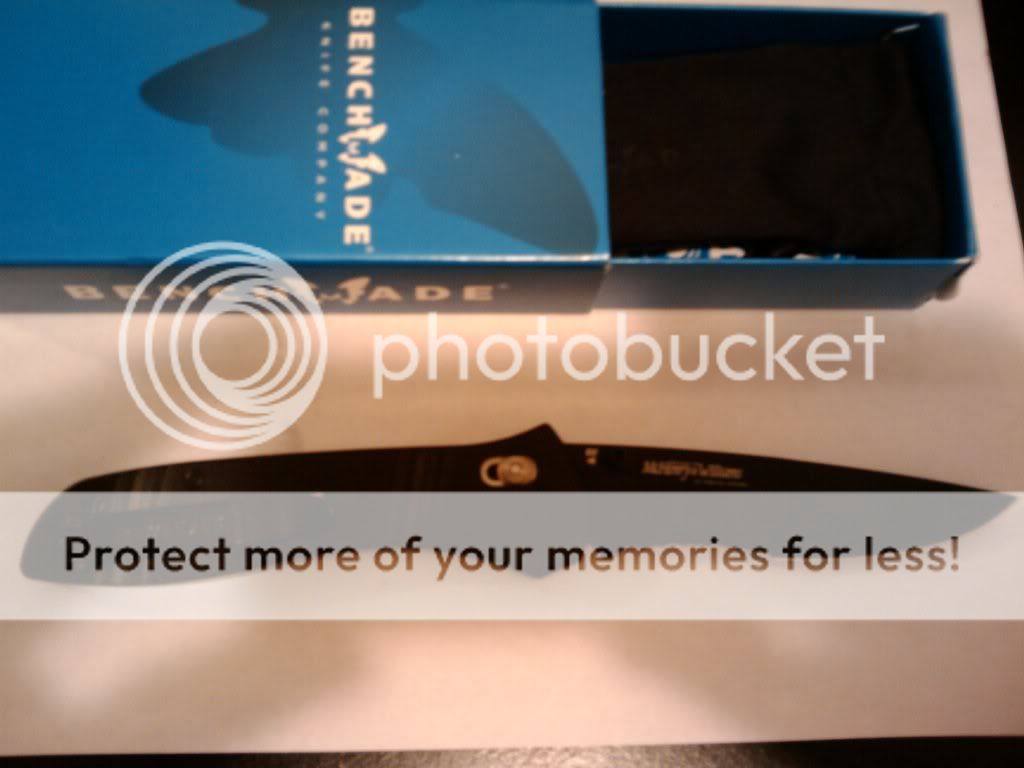 BENCHMADE
KNIFE COMPANY
BENCHMADE
photobucket
Protect more of your memories for less!